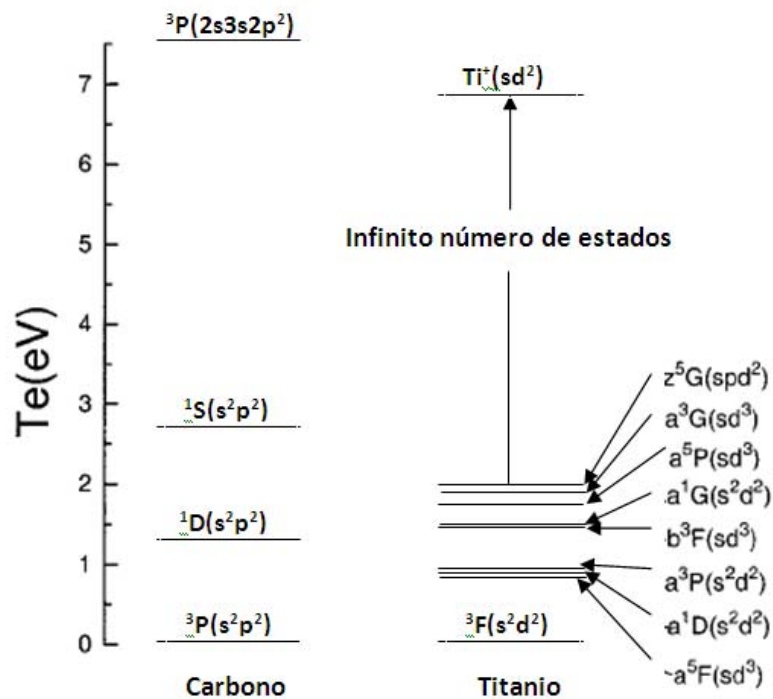 ³P(2s3s2p²)
7
Ti⁺(sd²)
6
Infinito número de estados
5
4
Te(eV)
z⁵G(spd²)
3
¹S(s²p²)
a³G(sd³)
a⁵P(sd³)
2
a¹G(s²d²)
¹D(s²p²)
b³F(sd³)
1
a³P(s²d²)
³P(s²p²)
³F(s²d²)
a¹D(s²d²)
0
a⁵F(sd³)
Carbono
Titanio